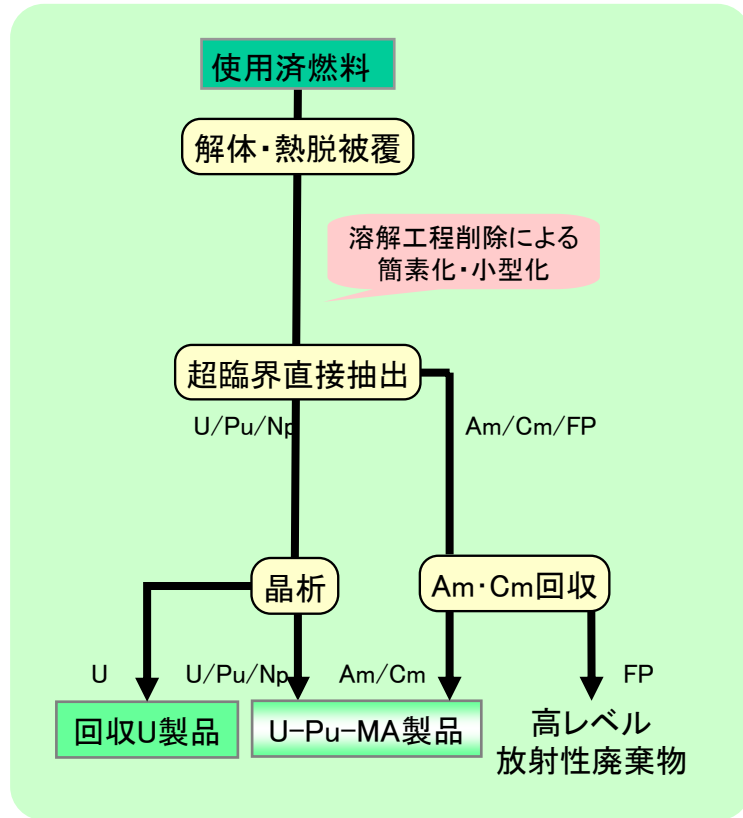 使用済燃料
解体・熱脱被覆
溶解工程削除による
簡素化・小型化
超臨界直接抽出
U/Pu/Np
Am/Cm/FP
晶析
Am・Cm回収
U
U/Pu/Np
Am/Cm
FP
回収U製品
U-Pu-MA製品
高レベル
放射性廃棄物